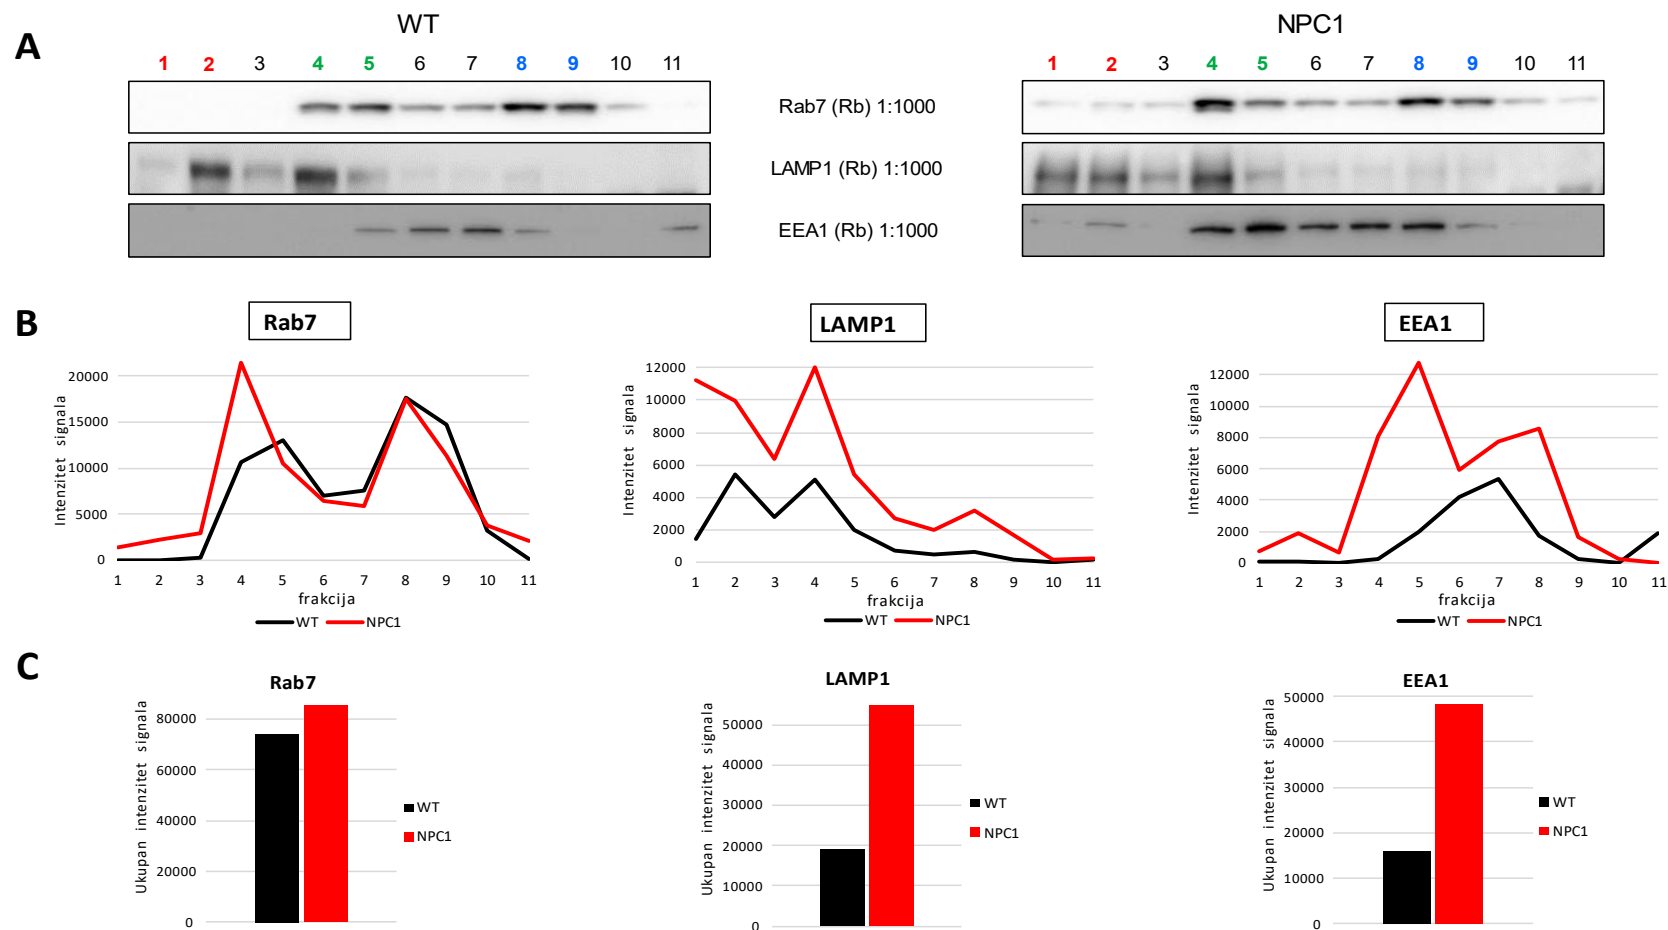 A
WT
NPC1
1 2 3 4 5 6 7 8 9 10 11
1 2 3 4 5 6 7 8 9 10 11
Rab7 (Rb) 1:1000
LAMP1 (Rb) 1:1000
EEA1 (Rb) 1:1000
B
Rab7
Intenzitet signala
20000
15000
10000
5000
0
1 2 3 4 5 6 7 8 9 10 11
frakcija
WT NPC1
LAMP1
Intenzitet signala
12000
10000
8000
6000
4000
2000
0
1 2 3 4 5 6 7 8 9 10 11
frakcija
WT NPC1
EEA1
Intenzitet signala
12000
10000
8000
6000
4000
2000
0
1 2 3 4 5 6 7 8 9 10 11
frakcija
WT NPC1
C
Rab7
Ukupan intenzitet signala
80000
60000
40000
20000
0
WT
NPC1
LAMP1
Ukupan intenzitet signala
50000
40000
30000
20000
10000
0
WT
NPC1
EEA1
Ukupan intenzitet signala
50000
40000
30000
20000
10000
0
WT
NPC1